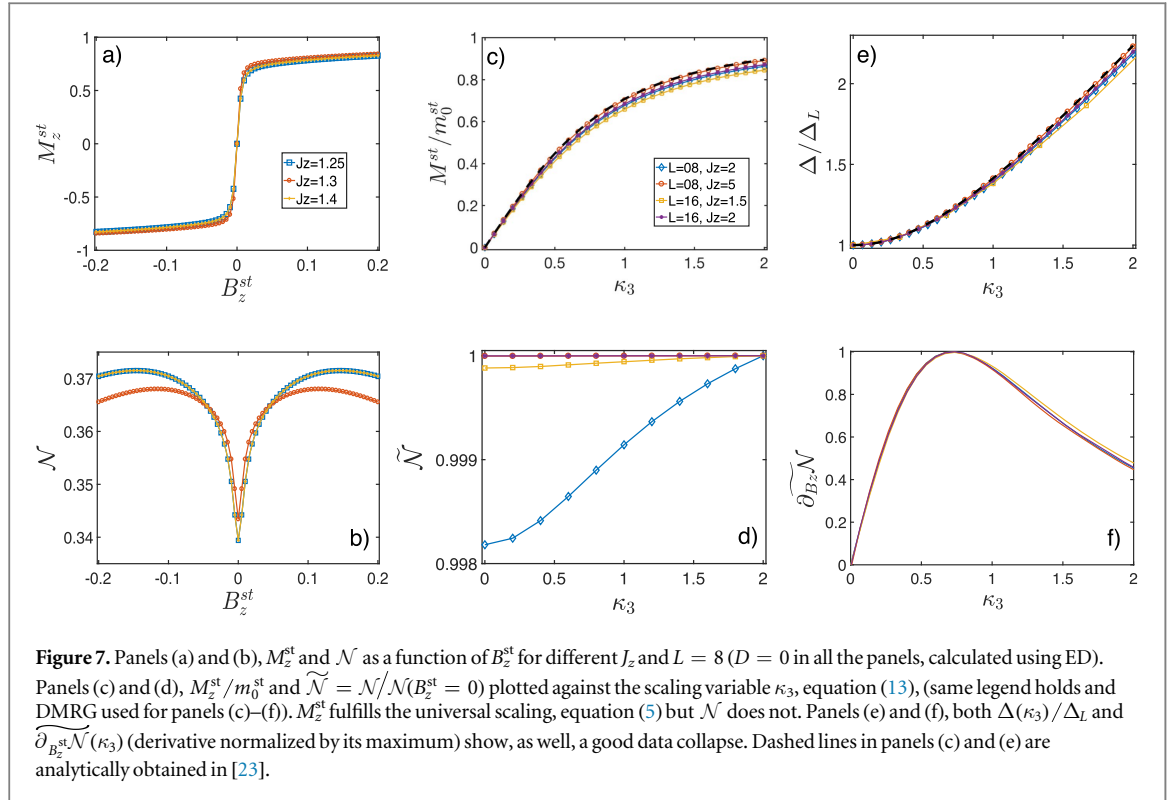 a)
M_z^{st}
1
0.5
0
-0.5
-1
-0.2 -0.1 0 0.1 0.2
B_z^{st}
Jz=1.25
Jz=1.3
Jz=1.4
c)
M^{st}/m_0^{st}
1
0.8
0.6
0.4
0.2
0
0 0.5 1 1.5 2
κ_3
L=08, Jz=2
L=08, Jz=5
L=16, Jz=1.5
L=16, Jz=2
e)
Δ/Δ_L
2
1.5
1
0 0.5 1 1.5 2
κ_3
b)
𝒩
0.37
0.36
0.35
0.34
-0.2 -0.1 0 0.1 0.2
B_z^{st}
d)
\widetilde{𝒩}
1
0.999
0.998
0 0.5 1 1.5 2
κ_3
f)
\widetilde{∂_{Bz}𝒩}
1
0.8
0.6
0.4
0.2
0
0 0.5 1 1.5 2
κ_3
Figure 7. Panels (a) and (b), M_z^{st} and 𝒩 as a function of B_z^{st} for different J_z and L = 8 (D = 0 in all the panels, calculated using ED).
Panels (c) and (d), M_z^{st}/m_0^{st} and \widetilde{𝒩} = 𝒩/𝒩(B_z^{st} = 0) plotted against the scaling variable κ_3, equation (13), (same legend holds and
DMRG used for panels (c)–(f)). M_z^{st} fulfills the universal scaling, equation (5) but 𝒩 does not. Panels (e) and (f), both Δ(κ_3)/Δ_L and
\widetilde{∂_{B_z^{st}}𝒩}(κ_3) (derivative normalized by its maximum) show, as well, a good data collapse. Dashed lines in panels (c) and (e) are
analytically obtained in [23].